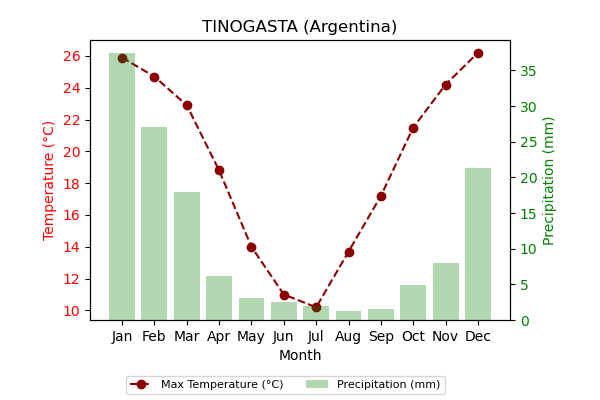 TINOGASTA (Argentina)
26
24
22
20
18
16
14
12
10
Temperature (°C)
35
30
25
20
15
10
5
0
Precipitation (mm)
Jan Feb Mar Apr May Jun Jul Aug Sep Oct Nov Dec
Month
Max Temperature (°C) Precipitation (mm)